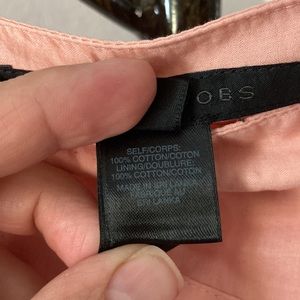 OBS
SELF/CORPS:
100% COTTON/COTON
LINING/DOUBLURE:
100% COTTON/COTON
MADE IN SRI LANKA
SRI LANKA